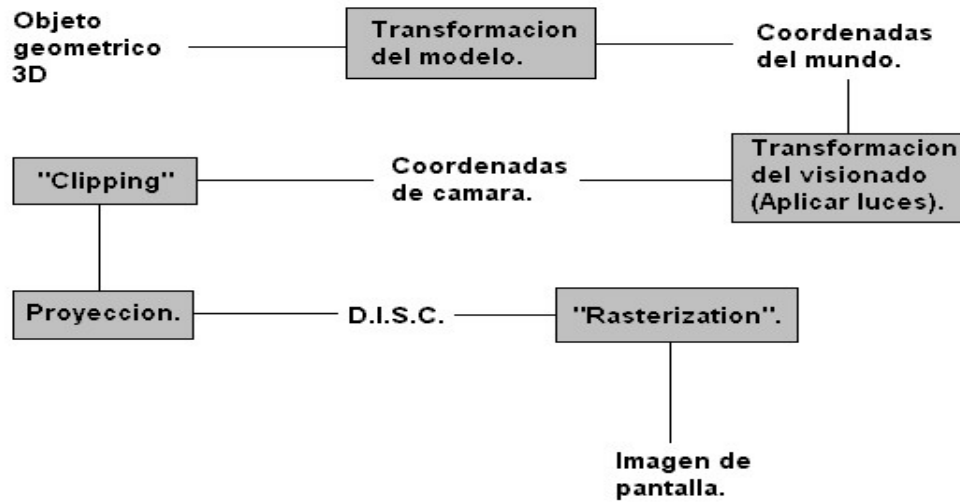 Objeto
geometrico
3D
Transformacion
del modelo.
Coordenadas
del mundo.
Transformacion
del visionado
(Aplicar luces).
Coordenadas
de camara.
"Clipping"
Proyeccion.
D.I.S.C.
"Rasterization".
Imagen de
pantalla.